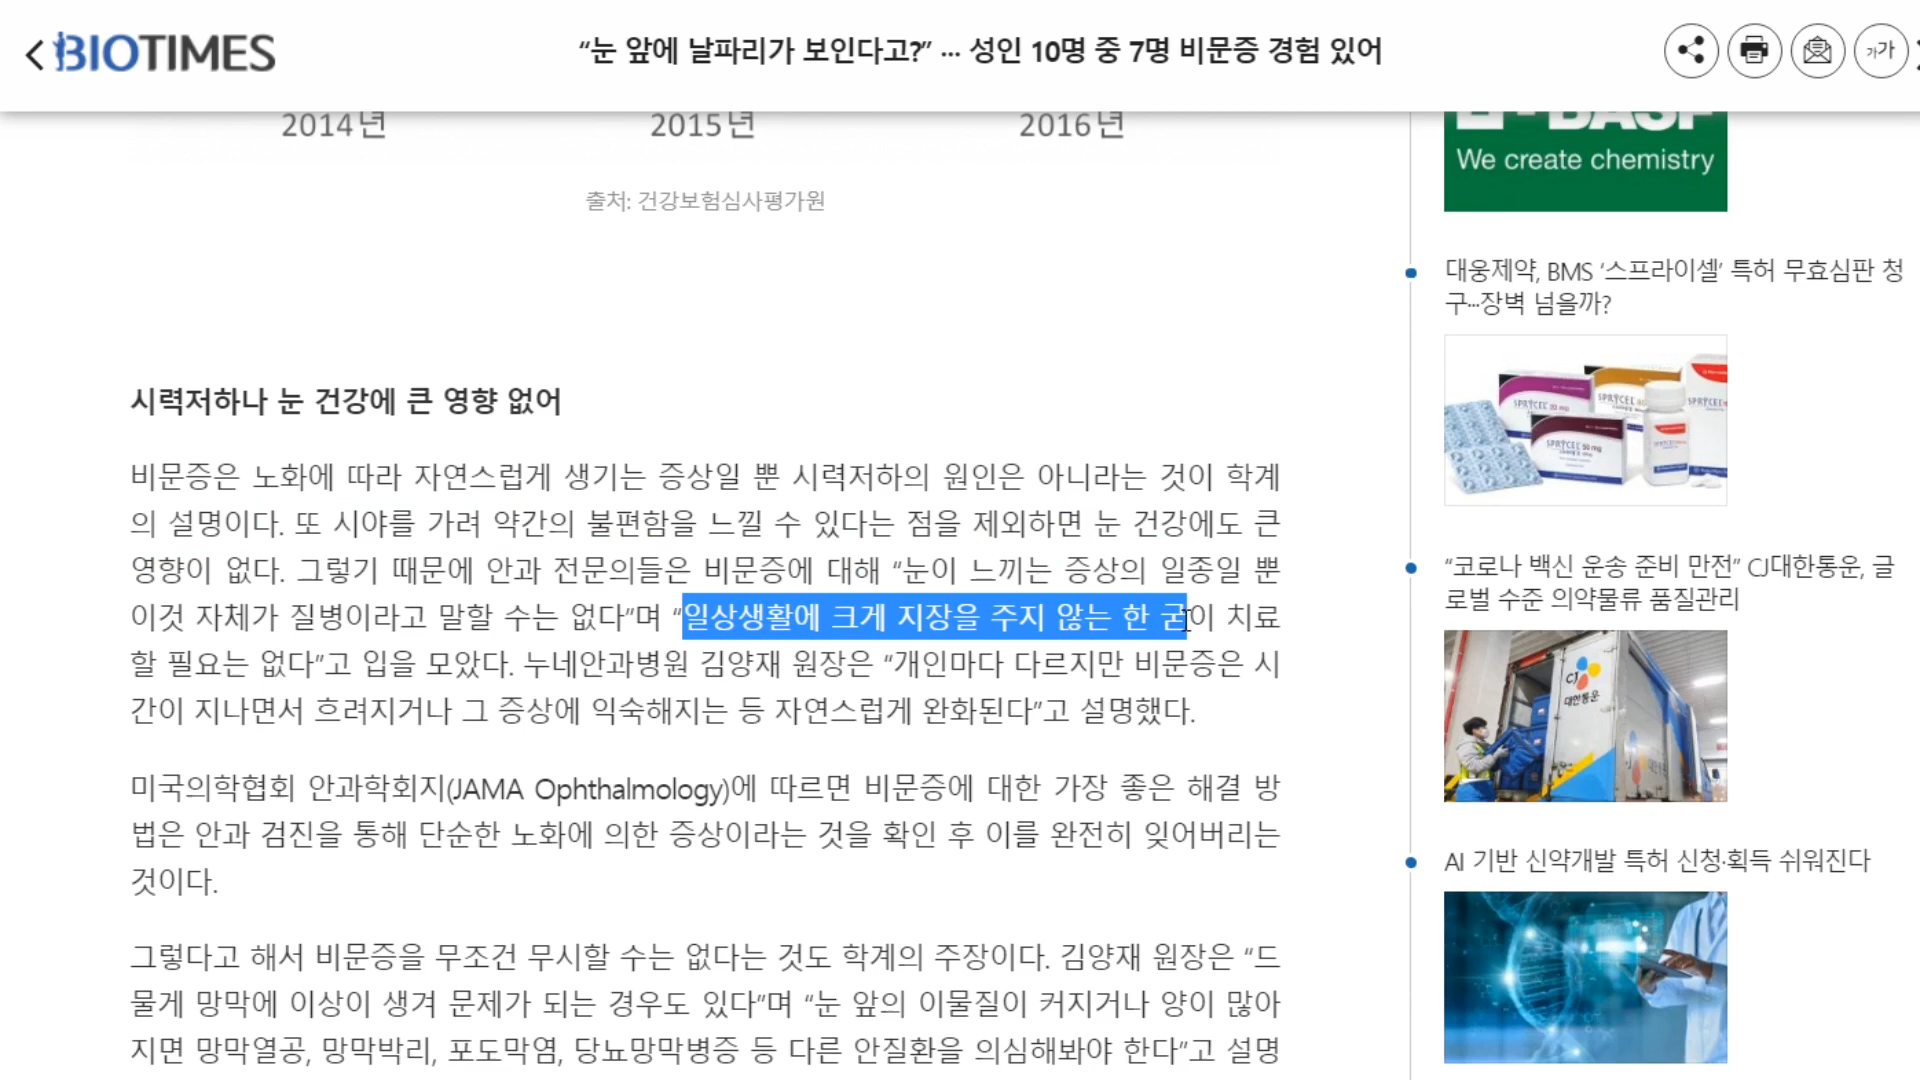 BIOTIMES
“눈 앞에 날파리가 보인다고?” ··· 성인 10명 중 7명 비문증 경험 있어
가가
2014년 2015년 2016년
출처: 건강보험심사평가원
시력저하나 눈 건강에 큰 영향 없어
비문증은 노화에 따라 자연스럽게 생기는 증상일 뿐 시력저하의 원인은 아니라는 것이 학계
의 설명이다. 또 시야를 가려 약간의 불편함을 느낄 수 있다는 점을 제외하면 눈 건강에도 큰
영향이 없다. 그렇기 때문에 안과 전문의들은 비문증에 대해 “눈이 느끼는 증상의 일종일 뿐
이것 자체가 질병이라고 말할 수는 없다”며 “일상생활에 크게 지장을 주지 않는 한 굳이 치료
할 필요는 없다”고 입을 모았다. 누네안과병원 김양재 원장은 “개인마다 다르지만 비문증은 시
간이 지나면서 흐려지거나 그 증상에 익숙해지는 등 자연스럽게 완화된다”고 설명했다.
미국의학협회 안과학회지(JAMA Ophthalmology)에 따르면 비문증에 대한 가장 좋은 해결 방
법은 안과 검진을 통해 단순한 노화에 의한 증상이라는 것을 확인 후 이를 완전히 잊어버리는
것이다.
그렇다고 해서 비문증을 무조건 무시할 수는 없다는 것도 학계의 주장이다. 김양재 원장은 “드
물게 망막에 이상이 생겨 문제가 되는 경우도 있다”며 “눈 앞의 이물질이 커지거나 양이 많아
지면 망막열공, 망막박리, 포도막염, 당뇨망막병증 등 다른 안질환을 의심해봐야 한다”고 설명
BASF
We create chemistry
대웅제약, BMS ‘스프라이셀’ 특허 무효심판 청
구···장벽 넘을까?
SPRYCEL 20 mg
SPRYCEL
SPRYCEL
SPRYCEL 50 mg
“코로나 백신 운송 준비 만전” CJ대한통운, 글
로벌 수준 의약물류 품질관리
CJ
대한통운
AI 기반 신약개발 특허 신청·획득 쉬워진다